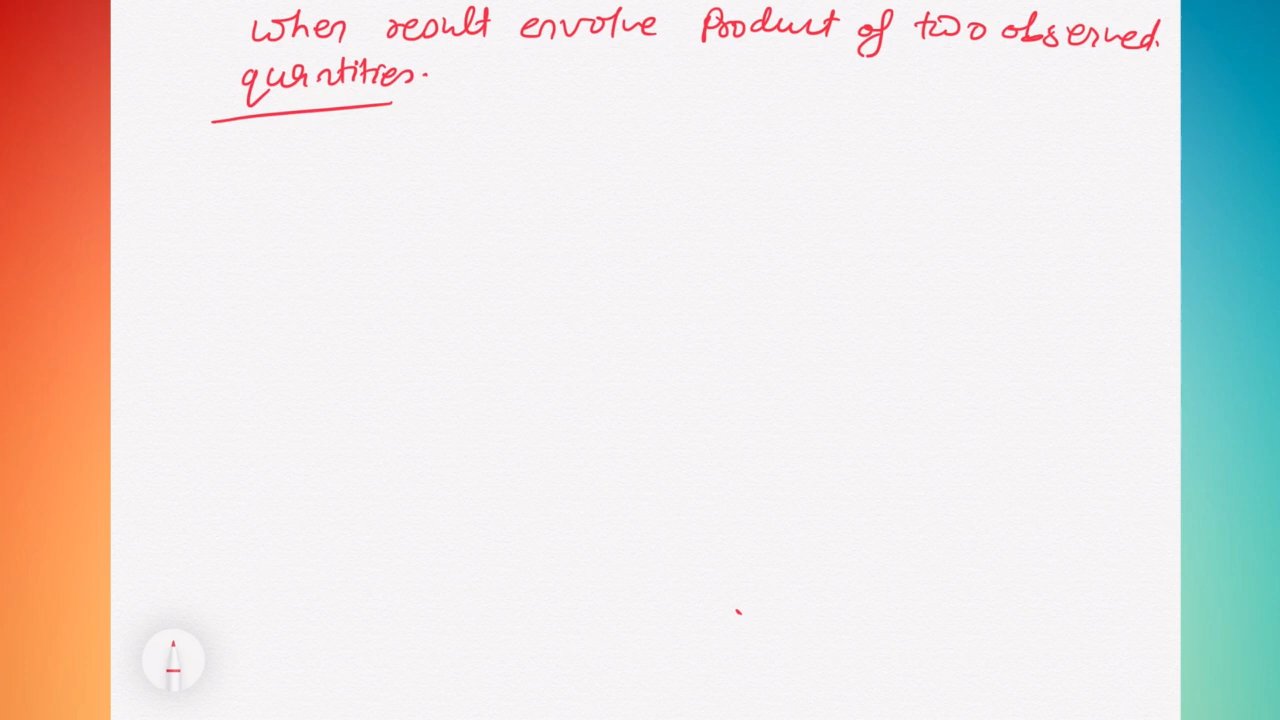 when result envolve Product of two observed.
quantities.